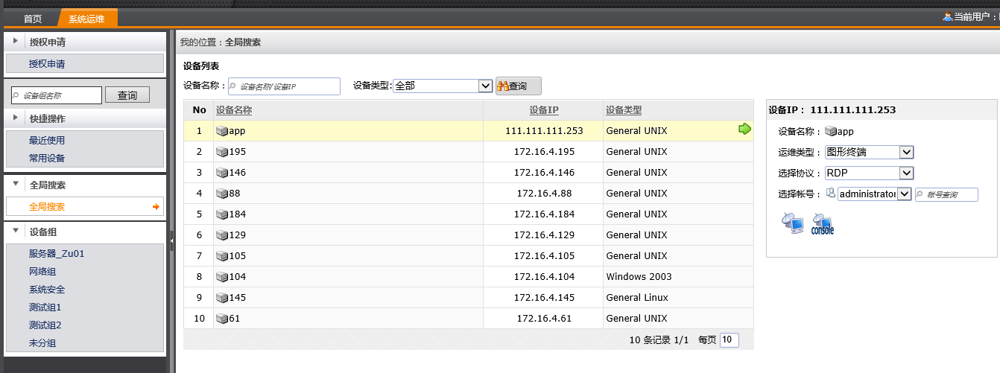 首页 系统运维 当前用户：
授权申请
授权申请
设备组名称 查询
快捷操作
最近使用
常用设备
全局搜索
全局搜索
设备组
服务器_Zu01
网络组
系统安全
测试组1
测试组2
未分组
我的位置：全局搜索
设备列表
设备名称： 设备名称/设备IP 设备类型: 全部 查询
No 设备名称 设备IP 设备类型
1 app 111.111.111.253 General UNIX
2 195 172.16.4.195 General UNIX
3 146 172.16.4.146 General UNIX
4 88 172.16.4.88 General UNIX
5 184 172.16.4.184 General UNIX
6 129 172.16.4.129 General UNIX
7 105 172.16.4.105 General UNIX
8 104 172.16.4.104 Windows 2003
9 145 172.16.4.145 General Linux
10 61 172.16.4.61 General UNIX
10 条记录 1/1 每页 10
设备IP： 111.111.111.253
设备名称： app
运维类型： 图形终端
选择协议： RDP
选择帐号： administrator 帐号查询
console